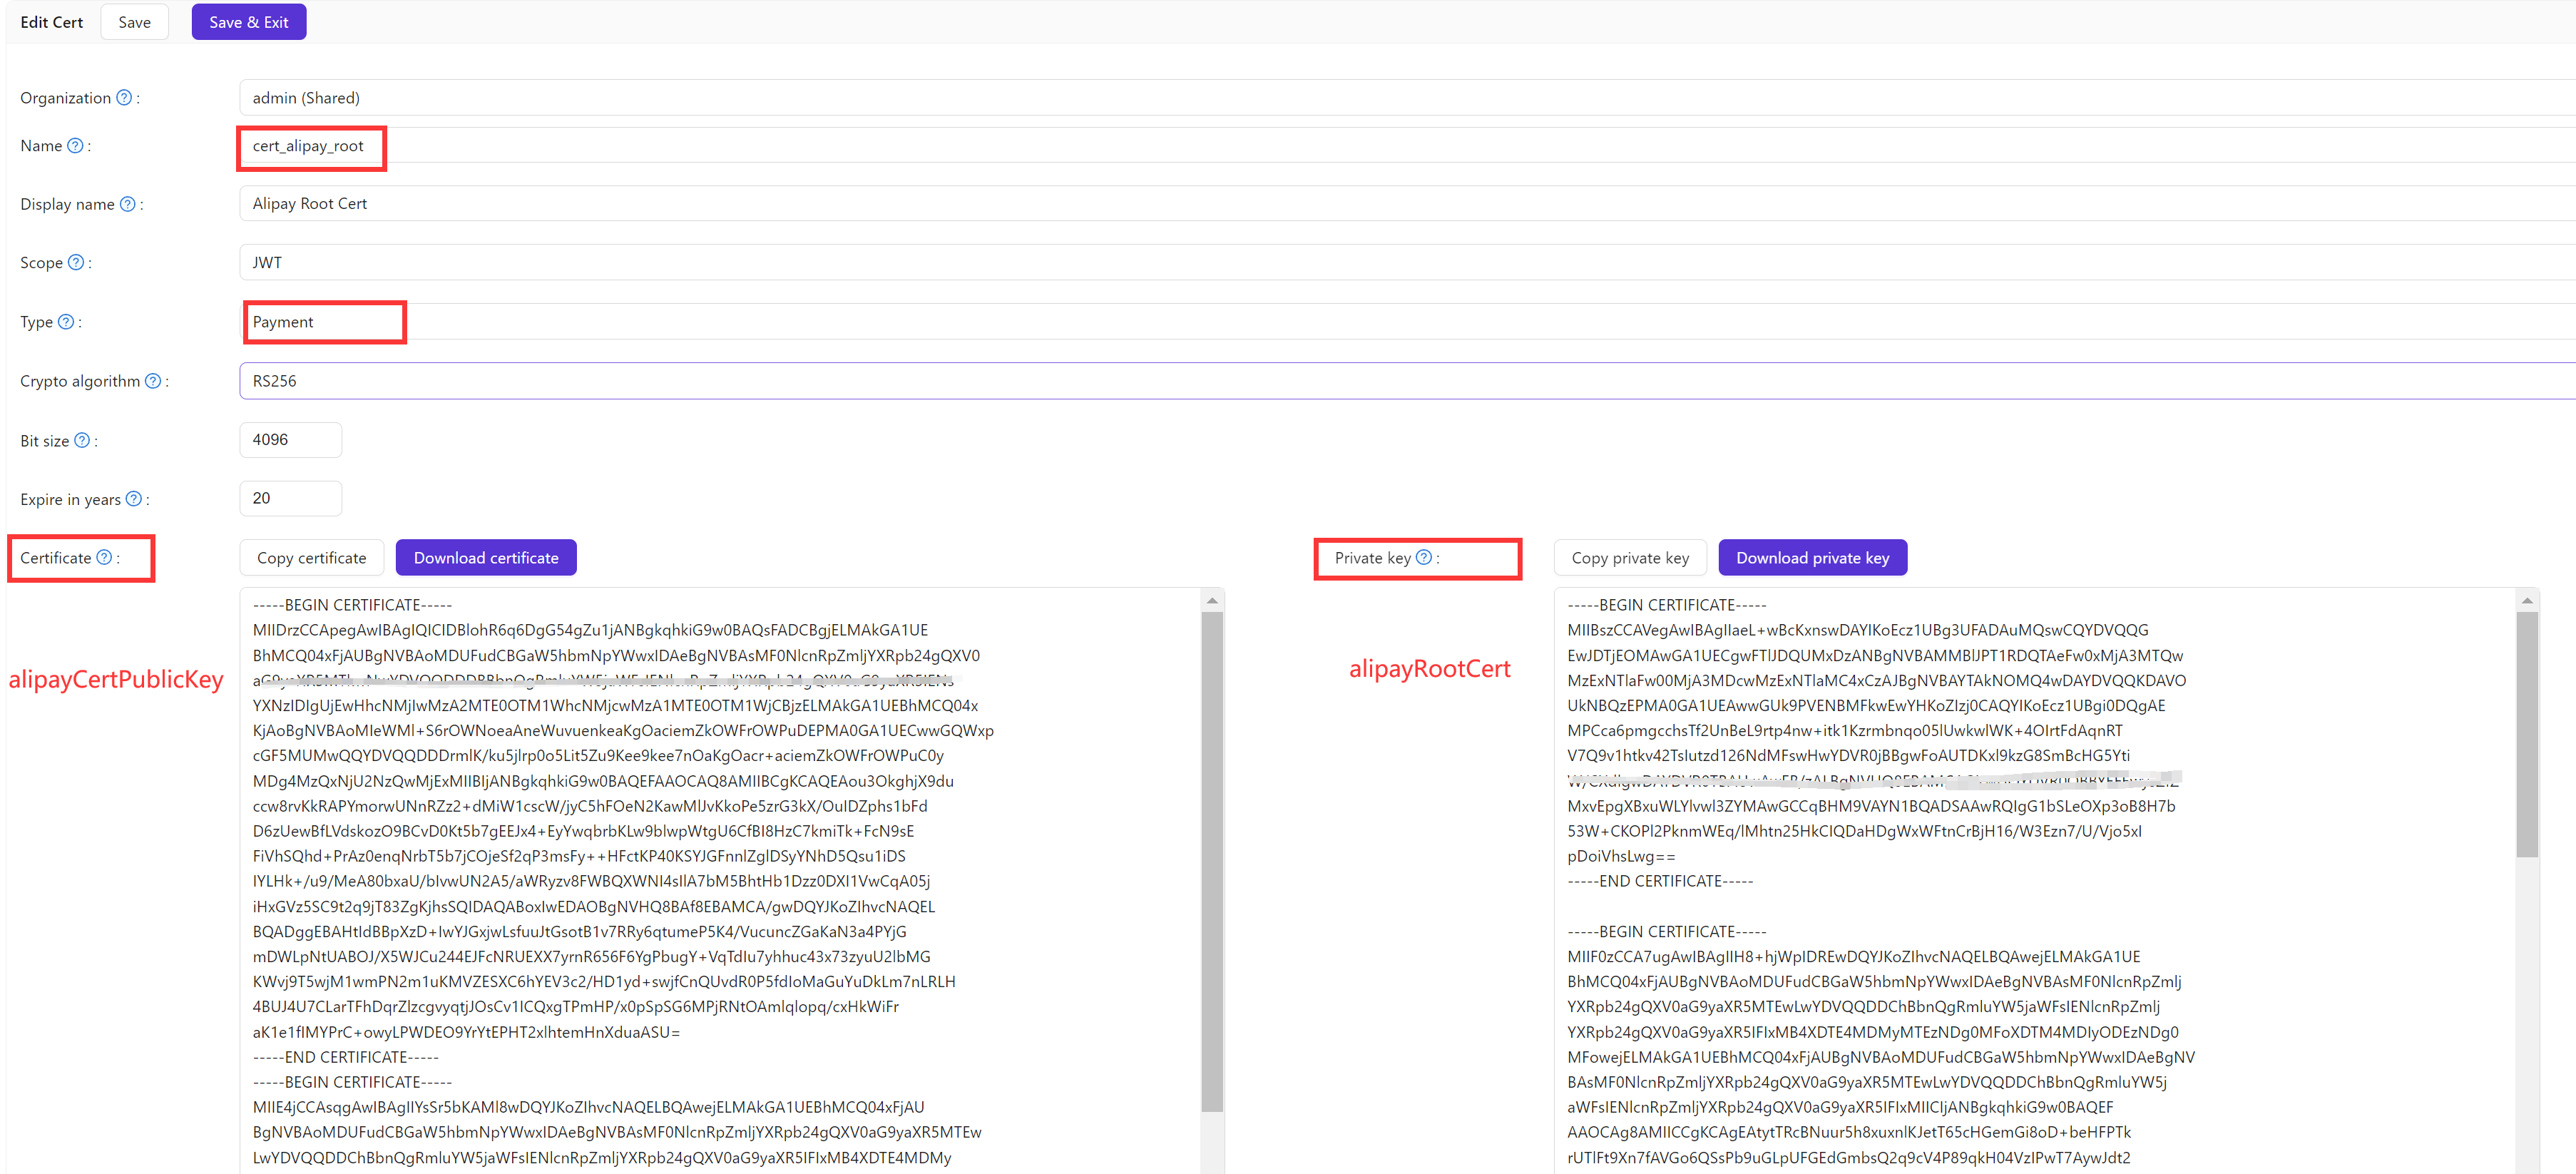 Edit Cert Save Save & Exit
Organization ? : admin (Shared)
Name ? : cert_alipay_root
Display name ? : Alipay Root Cert
Scope ? : JWT
Type ? : Payment
Crypto algorithm ? : RS256
Bit size ? : 4096
Expire in years ? : 20
Certificate ? : Copy certificate Download certificate
alipayCertPublicKey
-----BEGIN CERTIFICATE-----
MIIDrzCCApegAwIBAgIQICIDBlohR6q6DgG54gZu1jANBgkqhkiG9w0BAQsFADCBgjELMAkGA1UE
BhMCQ04xFjAUBgNVBAoMDUFudCBGaW5hbmNpYWwxIDAeBgNVBAsMF0NlcnRpZmljYXRpb24gQXV0
YXNzIDIgUjEwHhcNMjIwMzA2MTE0OTM1WhcNMjcwMzA1MTE0OTM1WjCBjzELMAkGA1UEBhMCQ04x
KjAoBgNVBAoMIeWMl+S6rOWNoeaAneWuvuenkeaKgOaciemZkOWFrOWPuDEPMA0GA1UECwwGQWxp
cGF5MUMwQQYDVQQDDDrmlK/ku5jlrp0o5Lit5Zu9Kee9kee7nOaKgOacr+aciemZkOWFrOWPuC0y
MDg4MzQxNjU2NzQwMjExMIIBIjANBgkqhkiG9w0BAQEFAAOCAQ8AMIIBCgKCAQEAou3OkghjX9du
ccw8rvKkRAPYmorwUNnRZz2+dMiW1cscW/jyC5hFOeN2KawMlJvKkoPe5zrG3kX/OuIDZphs1bFd
D6zUewBfLVdskozO9BCvD0Kt5b7gEEJx4+EyYwqbrbKLw9blwpWtgU6CfBI8HzC7kmiTk+FcN9sE
FiVhSQhd+PrAz0enqNrbT5b7jCOjeSf2qP3msFy++HFctKP40KSYJGFnnlZglDSyYNhD5Qsu1iDS
IYLHk+/u9/MeA80bxaU/bIvwUN2A5/aWRyzv8FWBQXWNI4sIlA7bM5BhtHb1Dzz0DXI1VwCqA05j
iHxGVz5SC9t2q9jT83ZgKjhsSQIDAQABoxIwEDAOBgNVHQ8BAf8EBAMCA/gwDQYJKoZIhvcNAQEL
BQADggEBAHtIdBBpXzD+IwYJGxjwLsfuuJtGsotB1v7RRy6qtumeP5K4/VucuncZGaKaN3a4PYjG
mDWLpNtUABOJ/X5WJCu244EJFcNRUEXX7yrnR656F6YgPbugY+VqTdIu7yhhuc43x73zyuU2lbMG
KWvj9T5wjM1wmPN2m1uKMVZESXC6hYEV3c2/HD1yd+swjfCnQUvdR0P5fdIoMaGuYuDkLm7nLRLH
4BUJ4U7CLarTFhDqrZlzcgvyqtjJOsCv1ICQxgTPmHP/x0pSpSG6MPjRNtOAmlqlopq/cxHkWiFr
aK1e1fIMYPrC+owyLPWDEO9YrYtEPHT2xlhtemHnXduaASU=
-----END CERTIFICATE-----
-----BEGIN CERTIFICATE-----
MIIE4jCCAsqgAwIBAgIIYsSr5bKAMl8wDQYJKoZIhvcNAQELBQAwejELMAkGA1UEBhMCQ04xFjAU
BgNVBAoMDUFudCBGaW5hbmNpYWwxIDAeBgNVBAsMF0NlcnRpZmljYXRpb24gQXV0aG9yaXR5MTEw
LwYDVQQDDChBbnQgRmluYW5jaWFsIENlcnRpZmljYXRpb24gQXV0aG9yaXR5IFIxMB4XDTE4MDMy
Private key ? : Copy private key Download private key
alipayRootCert
-----BEGIN CERTIFICATE-----
MIIBszCCAVegAwIBAgIIaeL+wBcKxnswDAYIKoEcz1UBg3UFADAuMQswCQYDVQQG
EwJDTjEOMAwGA1UECgwFTlJDQUMxDzANBgNVBAMMBlJPT1RDQTAeFw0xMjA3MTQw
MzExNTlaFw00MjA3MDcwMzExNTlaMC4xCzAJBgNVBAYTAkNOMQ4wDAYDVQQKDAVO
UkNBQzEPMA0GA1UEAwwGUk9PVENBMFkwEwYHKoZIzj0CAQYIKoEcz1UBgi0DQgAE
MPCca6pmgcchsTf2UnBeL9rtp4nw+itk1Kzrmbnqo05lUwkwlWK+4OIrtFdAqnRT
V7Q9v1htkv42TsIutzd126NdMFswHwYDVR0jBBgwFoAUTDKxl9kzG8SmBcHG5Yti
MxvEpgXBxuWLYlvwl3ZYMAwGCCqBHM9VAYN1BQADSAAwRQIgG1bSLeOXp3oB8H7b
53W+CKOPl2PknmWEq/lMhtn25HkCIQDaHDgWxWFtnCrBjH16/W3Ezn7/U/Vjo5xI
pDoiVhsLwg==
-----END CERTIFICATE-----
-----BEGIN CERTIFICATE-----
MIIF0zCCA7ugAwIBAgIIH8+hjWpIDREwDQYJKoZIhvcNAQELBQAwejELMAkGA1UE
BhMCQ04xFjAUBgNVBAoMDUFudCBGaW5hbmNpYWwxIDAeBgNVBAsMF0NlcnRpZmlj
YXRpb24gQXV0aG9yaXR5MTEwLwYDVQQDDChBbnQgRmluYW5jaWFsIENlcnRpZmlj
YXRpb24gQXV0aG9yaXR5IFIxMB4XDTE4MDMyMTEzNDg0MFoXDTM4MDIyODEzNDg0
MFowejELMAkGA1UEBhMCQ04xFjAUBgNVBAoMDUFudCBGaW5hbmNpYWwxIDAeBgNV
BAsMF0NlcnRpZmljYXRpb24gQXV0aG9yaXR5MTEwLwYDVQQDDChBbnQgRmluYW5j
aWFsIENlcnRpZmljYXRpb24gQXV0aG9yaXR5IFIxMIICIjANBgkqhkiG9w0BAQEF
AAOCAg8AMIICCgKCAgEAtytTRcBNuur5h8xuxnlKJetT65cHGemGi8oD+beHFPTk
rUTlFt9Xn7fAVGo6QSsPb9uGLpUFGEdGmbsQ2q9cV4P89qkH04VzIPwT7AywJdt2